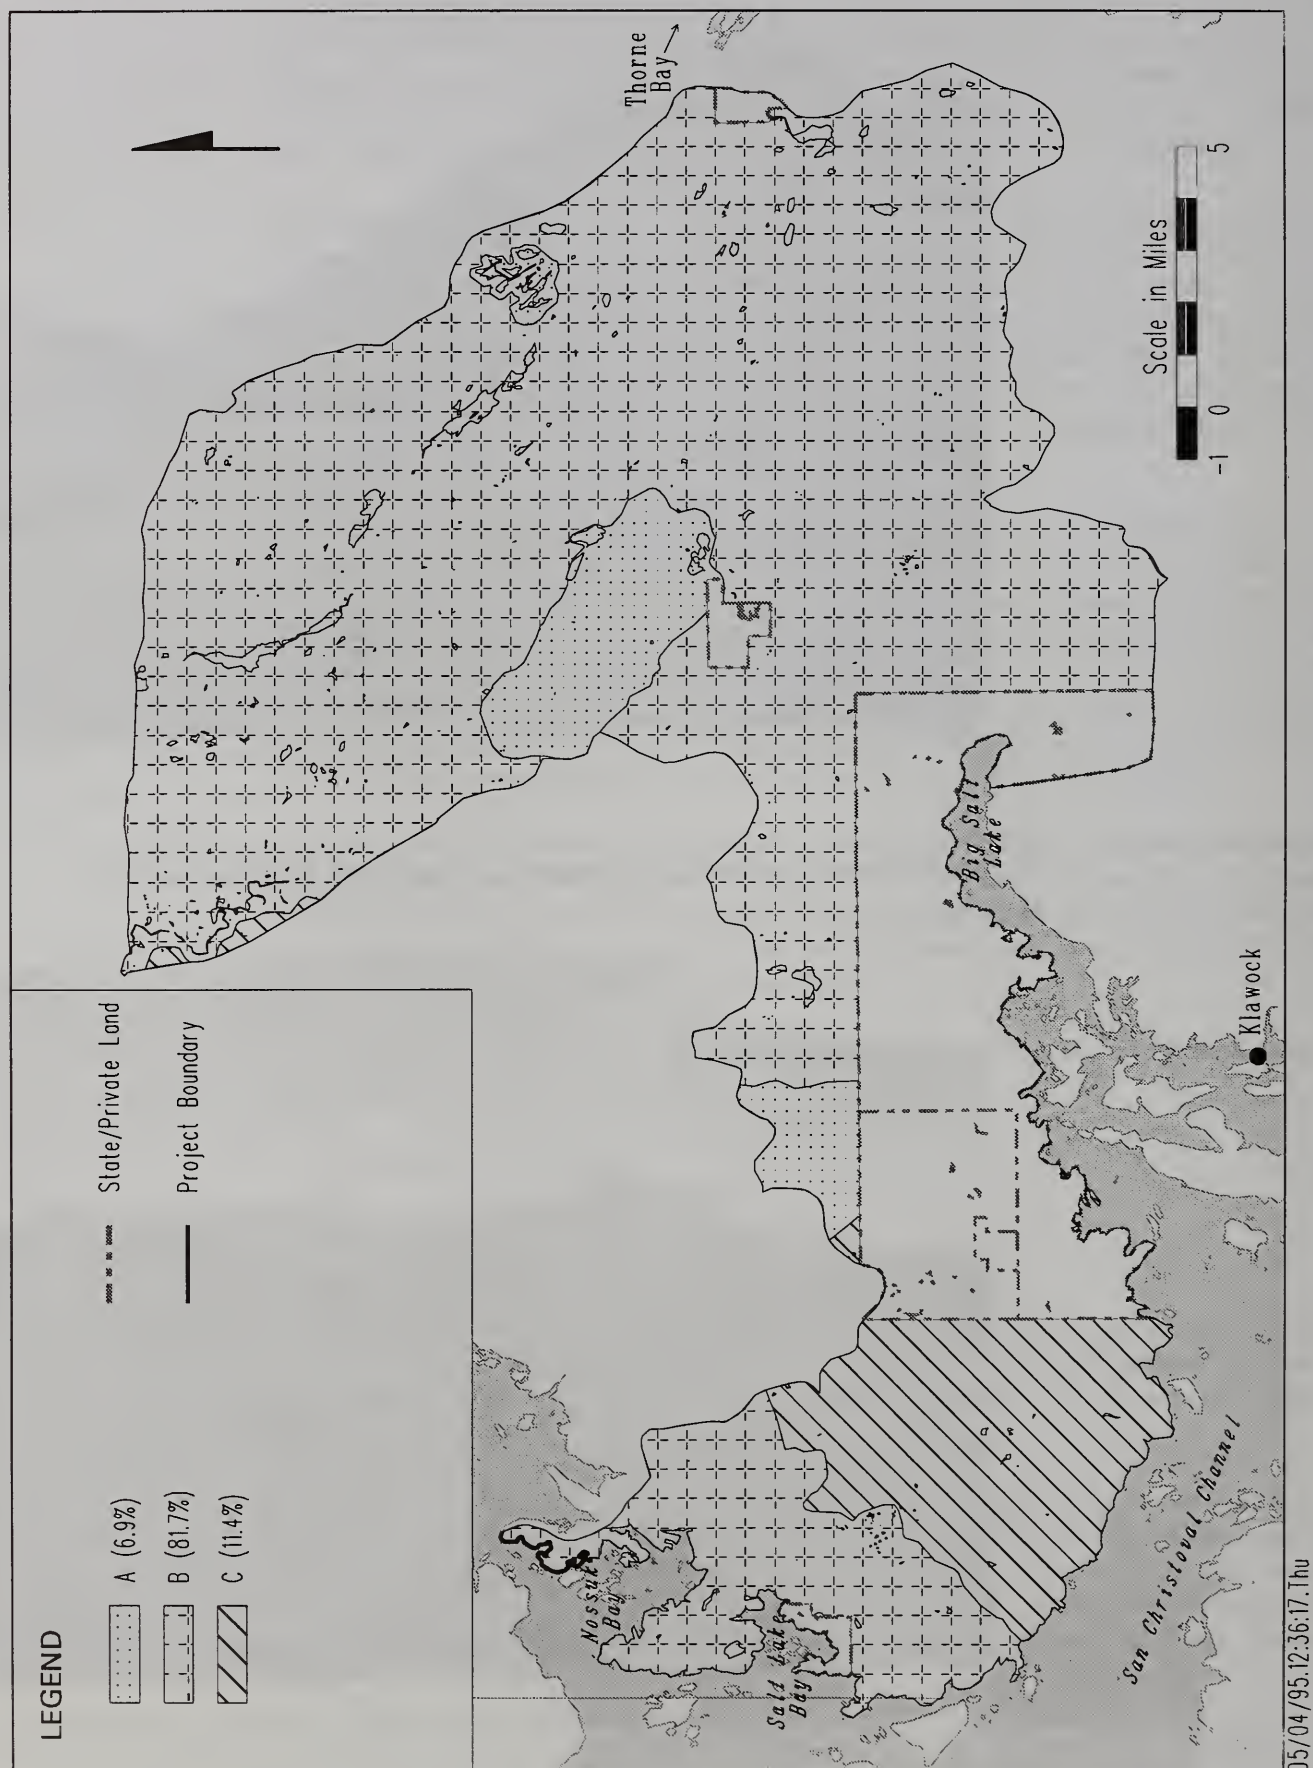 LEGEND
A (6.9%)
B (81.7%)
C (11.4%)
State/Private Land
Project Boundary
Thorne
Bay
Nossuk
Bay
Salt Lake
Bay
Big Salt
Lake
San Christoval Channel
Klawock
Scale in Miles
-1 0 5
05/04/95.12:36:17.Thu